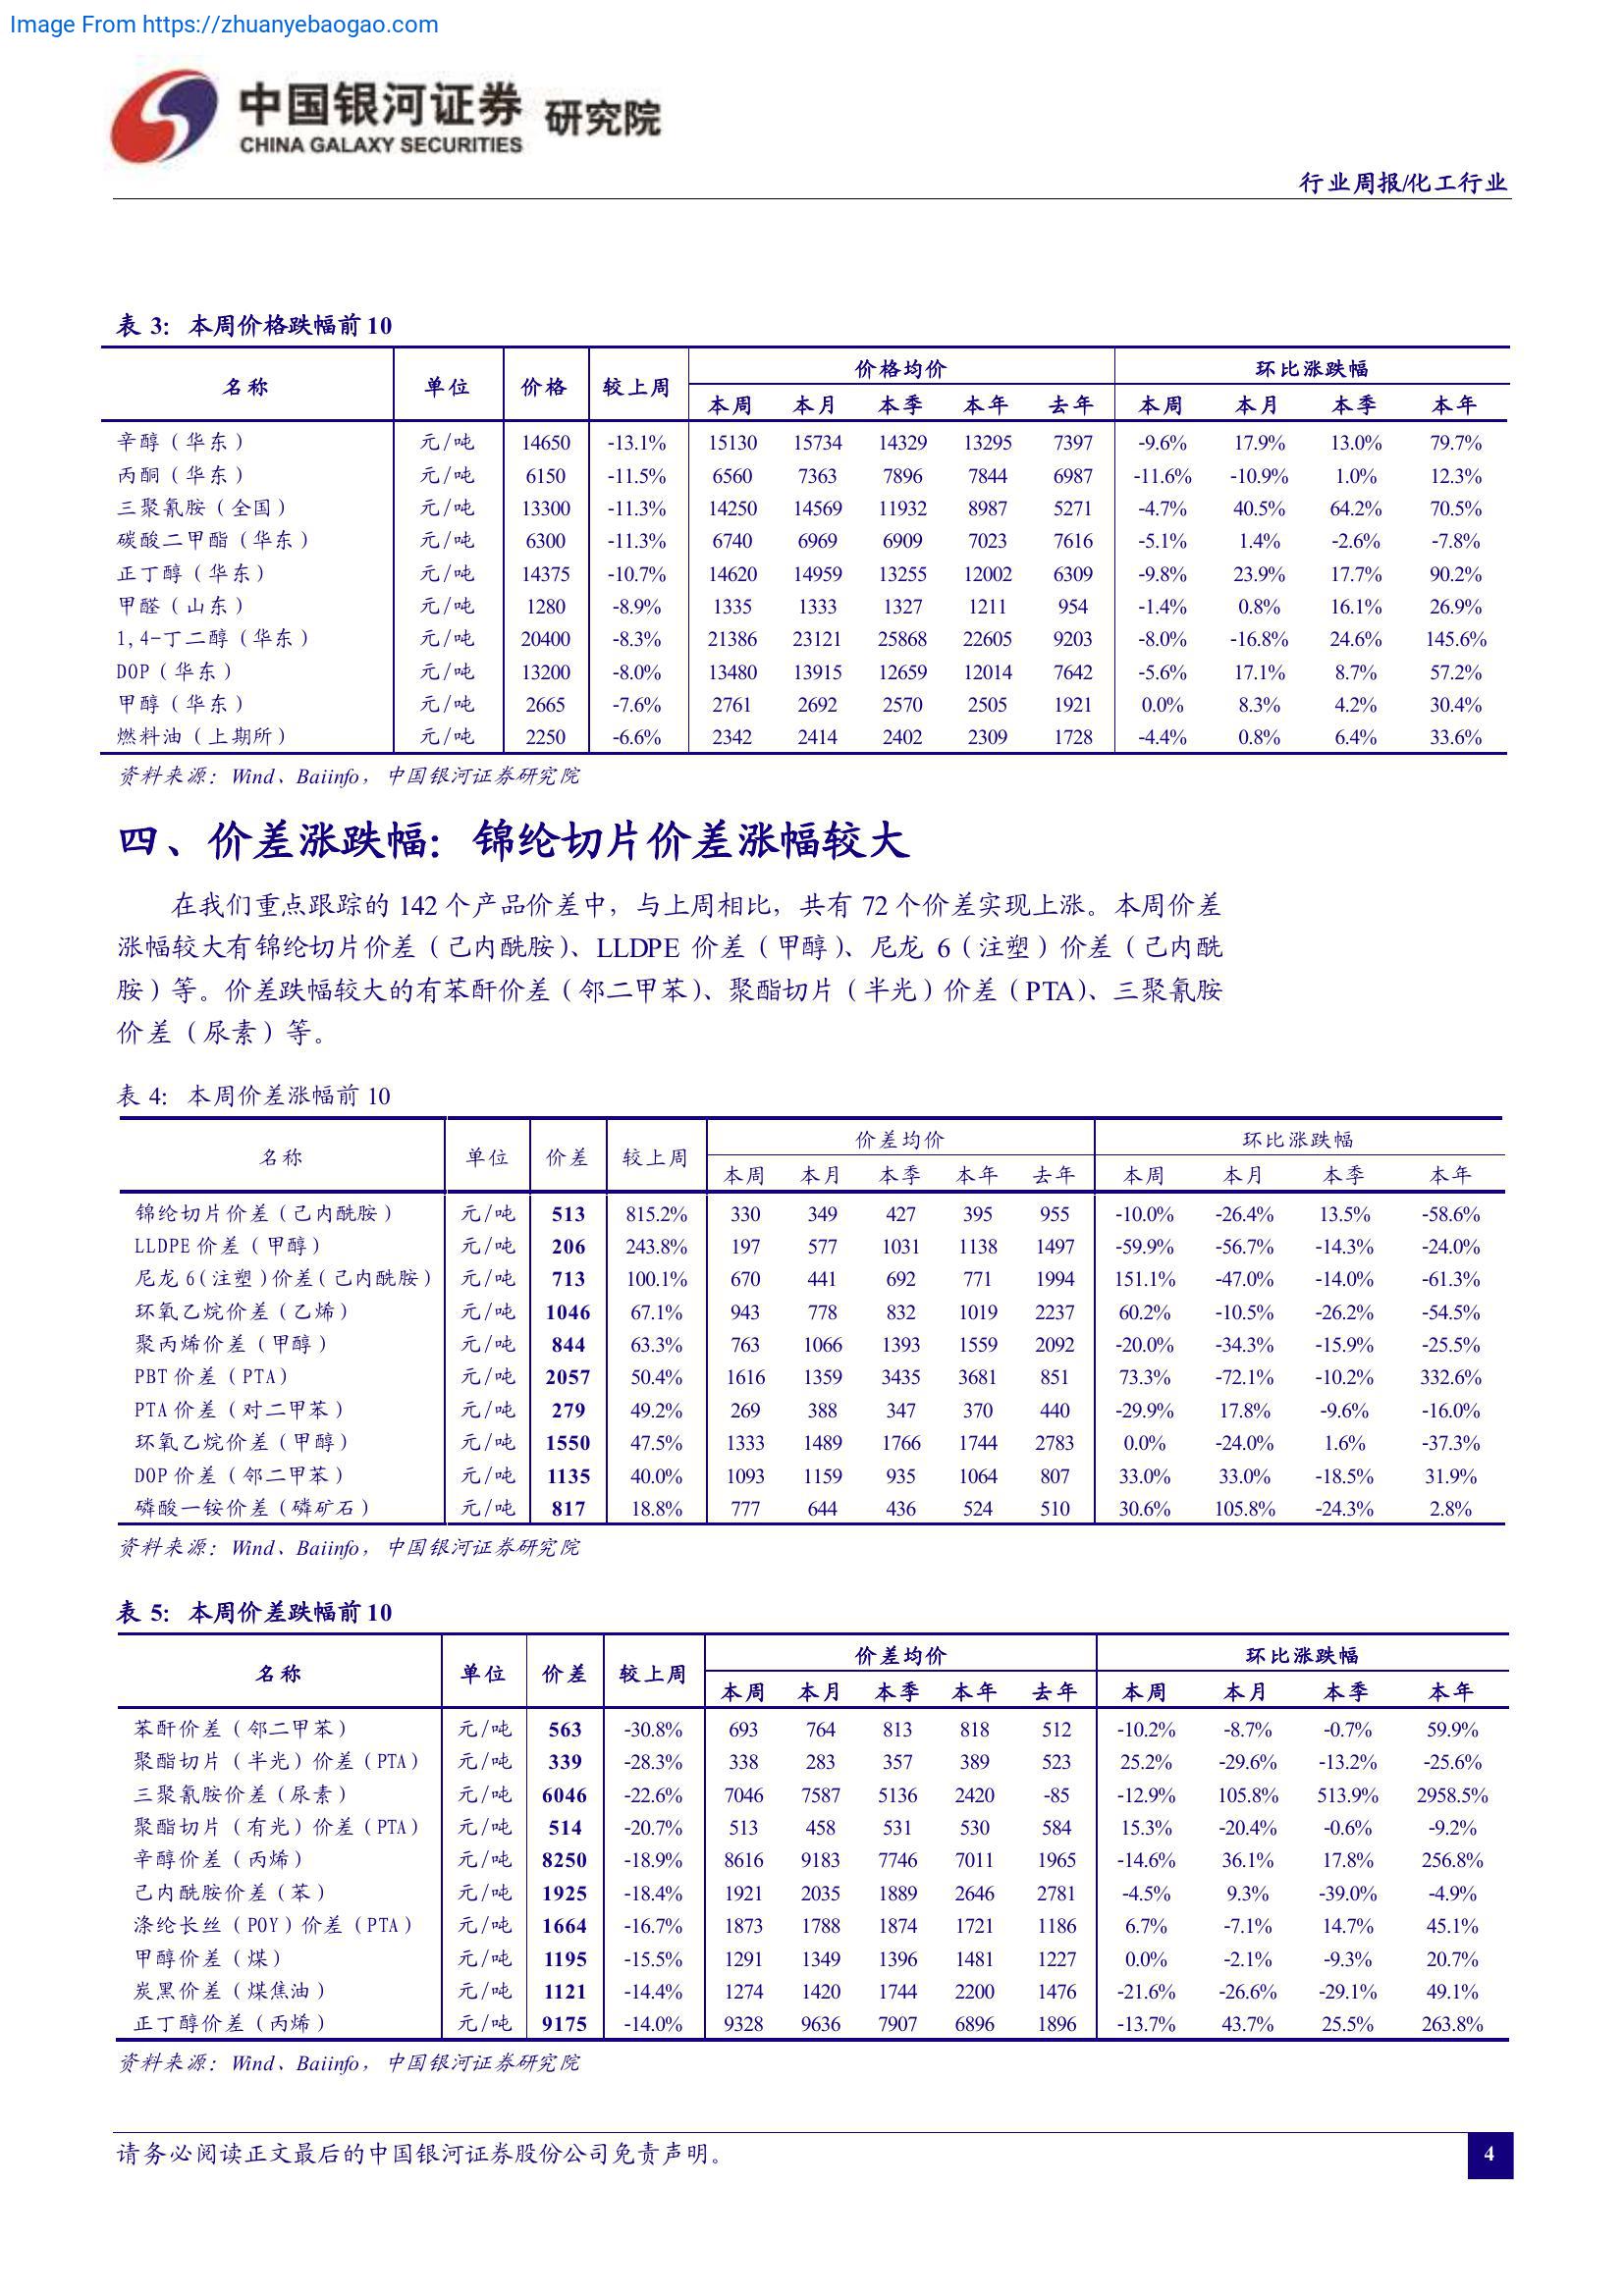 Image From https://zhuanyebaogao.com
中国银河证券 研究院
CHINA GALAXY SECURITIES
行业周报/化工行业
表 3: 本周价格跌幅前 10
名称 单位 价格 较上周 价格均价 环比涨跌幅
本周 本月 本季 本年 去年 本周 本月 本季 本年
辛醇（华东） 元/吨 14650 -13.1% 15130 15734 14329 13295 7397 -9.6% 17.9% 13.0% 79.7%
丙酮（华东） 元/吨 6150 -11.5% 6560 7363 7896 7844 6987 -11.6% -10.9% 1.0% 12.3%
三聚氰胺（全国） 元/吨 13300 -11.3% 14250 14569 11932 8987 5271 -4.7% 40.5% 64.2% 70.5%
碳酸二甲酯（华东） 元/吨 6300 -11.3% 6740 6969 6909 7023 7616 -5.1% 1.4% -2.6% -7.8%
正丁醇（华东） 元/吨 14375 -10.7% 14620 14959 13255 12002 6309 -9.8% 23.9% 17.7% 90.2%
甲醛（山东） 元/吨 1280 -8.9% 1335 1333 1327 1211 954 -1.4% 0.8% 16.1% 26.9%
1,4-丁二醇（华东） 元/吨 20400 -8.3% 21386 23121 25868 22605 9203 -8.0% -16.8% 24.6% 145.6%
DOP（华东） 元/吨 13200 -8.0% 13480 13915 12659 12014 7642 -5.6% 17.1% 8.7% 57.2%
甲醇（华东） 元/吨 2665 -7.6% 2761 2692 2570 2505 1921 0.0% 8.3% 4.2% 30.4%
燃料油（上期所） 元/吨 2250 -6.6% 2342 2414 2402 2309 1728 -4.4% 0.8% 6.4% 33.6%
资料来源：Wind、Baiinfo，中国银河证券研究院
四、价差涨跌幅：锦纶切片价差涨幅较大
在我们重点跟踪的 142 个产品价差中，与上周相比，共有 72 个价差实现上涨。本周价差
涨幅较大有锦纶切片价差（己内酰胺）、LLDPE 价差（甲醇）、尼龙 6（注塑）价差（己内酰
胺）等。价差跌幅较大的有苯酐价差（邻二甲苯）、聚酯切片（半光）价差（PTA）、三聚氰胺
价差（尿素）等。
表 4: 本周价差涨幅前 10
名称 单位 价差 较上周 价差均价 环比涨跌幅
本周 本月 本季 本年 去年 本周 本月 本季 本年
锦纶切片价差（己内酰胺） 元/吨 513 815.2% 330 349 427 395 955 -10.0% -26.4% 13.5% -58.6%
LLDPE 价差（甲醇） 元/吨 206 243.8% 197 577 1031 1138 1497 -59.9% -56.7% -14.3% -24.0%
尼龙 6（注塑）价差（己内酰胺） 元/吨 713 100.1% 670 441 692 771 1994 151.1% -47.0% -14.0% -61.3%
环氧乙烷价差（乙烯） 元/吨 1046 67.1% 943 778 832 1019 2237 60.2% -10.5% -26.2% -54.5%
聚丙烯价差（甲醇） 元/吨 844 63.3% 763 1066 1393 1559 2092 -20.0% -34.3% -15.9% -25.5%
PBT 价差（PTA） 元/吨 2057 50.4% 1616 1359 3435 3681 851 73.3% -72.1% -10.2% 332.6%
PTA 价差（对二甲苯） 元/吨 279 49.2% 269 388 347 370 440 -29.9% 17.8% -9.6% -16.0%
环氧乙烷价差（甲醇） 元/吨 1550 47.5% 1333 1489 1766 1744 2783 0.0% -24.0% 1.6% -37.3%
DOP 价差（邻二甲苯） 元/吨 1135 40.0% 1093 1159 935 1064 807 33.0% 33.0% -18.5% 31.9%
磷酸一铵价差（磷矿石） 元/吨 817 18.8% 777 644 436 524 510 30.6% 105.8% -24.3% 2.8%
资料来源：Wind、Baiinfo，中国银河证券研究院
表 5: 本周价差跌幅前 10
名称 单位 价差 较上周 价差均价 环比涨跌幅
本周 本月 本季 本年 去年 本周 本月 本季 本年
苯酐价差（邻二甲苯） 元/吨 563 -30.8% 693 764 813 818 512 -10.2% -8.7% -0.7% 59.9%
聚酯切片（半光）价差（PTA） 元/吨 339 -28.3% 338 283 357 389 523 25.2% -29.6% -13.2% -25.6%
三聚氰胺价差（尿素） 元/吨 6046 -22.6% 7046 7587 5136 2420 -85 -12.9% 105.8% 513.9% 2958.5%
聚酯切片（有光）价差（PTA） 元/吨 514 -20.7% 513 458 531 530 584 15.3% -20.4% -0.6% -9.2%
辛醇价差（丙烯） 元/吨 8250 -18.9% 8616 9183 7746 7011 1965 -14.6% 36.1% 17.8% 256.8%
己内酰胺价差（苯） 元/吨 1925 -18.4% 1921 2035 1889 2646 2781 -4.5% 9.3% -39.0% -4.9%
涤纶长丝（POY）价差（PTA） 元/吨 1664 -16.7% 1873 1788 1874 1721 1186 6.7% -7.1% 14.7% 45.1%
甲醇价差（煤） 元/吨 1195 -15.5% 1291 1349 1396 1481 1227 0.0% -2.1% -9.3% 20.7%
炭黑价差（煤焦油） 元/吨 1121 -14.4% 1274 1420 1744 2200 1476 -21.6% -26.6% -29.1% 49.1%
正丁醇价差（丙烯） 元/吨 9175 -14.0% 9328 9636 7907 6896 1896 -13.7% 43.7% 25.5% 263.8%
资料来源：Wind、Baiinfo，中国银河证券研究院
请务必阅读正文最后的中国银河证券股份公司免责声明。
4